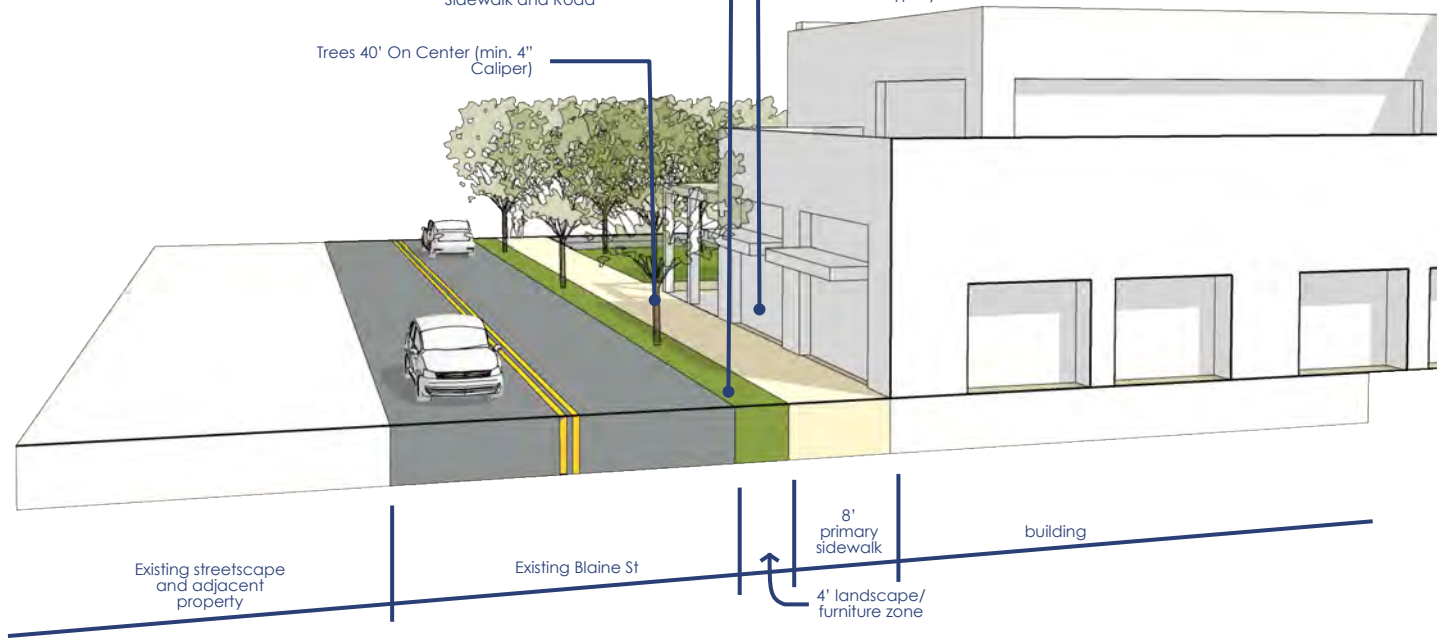 Sidewalk and Road
Trees 40’ On Center (min. 4”
Caliper)
8’
primary
sidewalk
building
Existing streetscape
and adjacent
property
Existing Blaine St
4’ landscape/
furniture zone